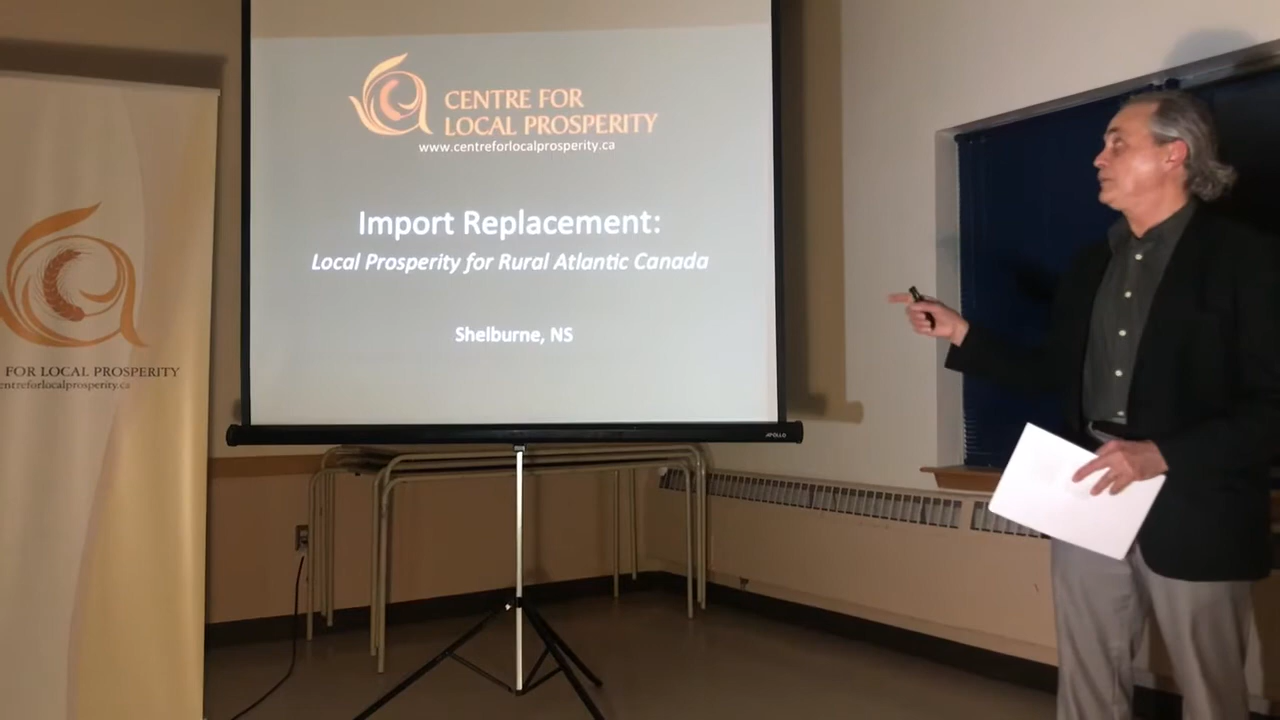 CENTRE FOR
LOCAL PROSPERITY
www.centreforlocalprosperity.ca
Import Replacement:
Local Prosperity for Rural Atlantic Canada
Shelburne, NS
APOLLO
FOR LOCAL PROSPERITY
entreforlocalprosperity.ca